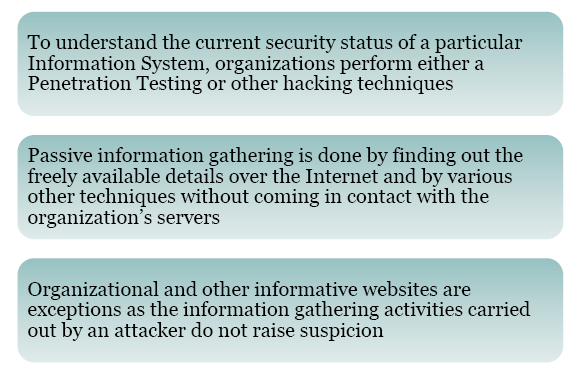 To understand the current security status of a particular
Information System, organizations perform either a
Penetration Testing or other hacking techniques
Passive information gathering is done by finding out the
freely available details over the Internet and by various
other techniques without coming in contact with the
organization’s servers
Organizational and other informative websites are
exceptions as the information gathering activities carried
out by an attacker do not raise suspicion